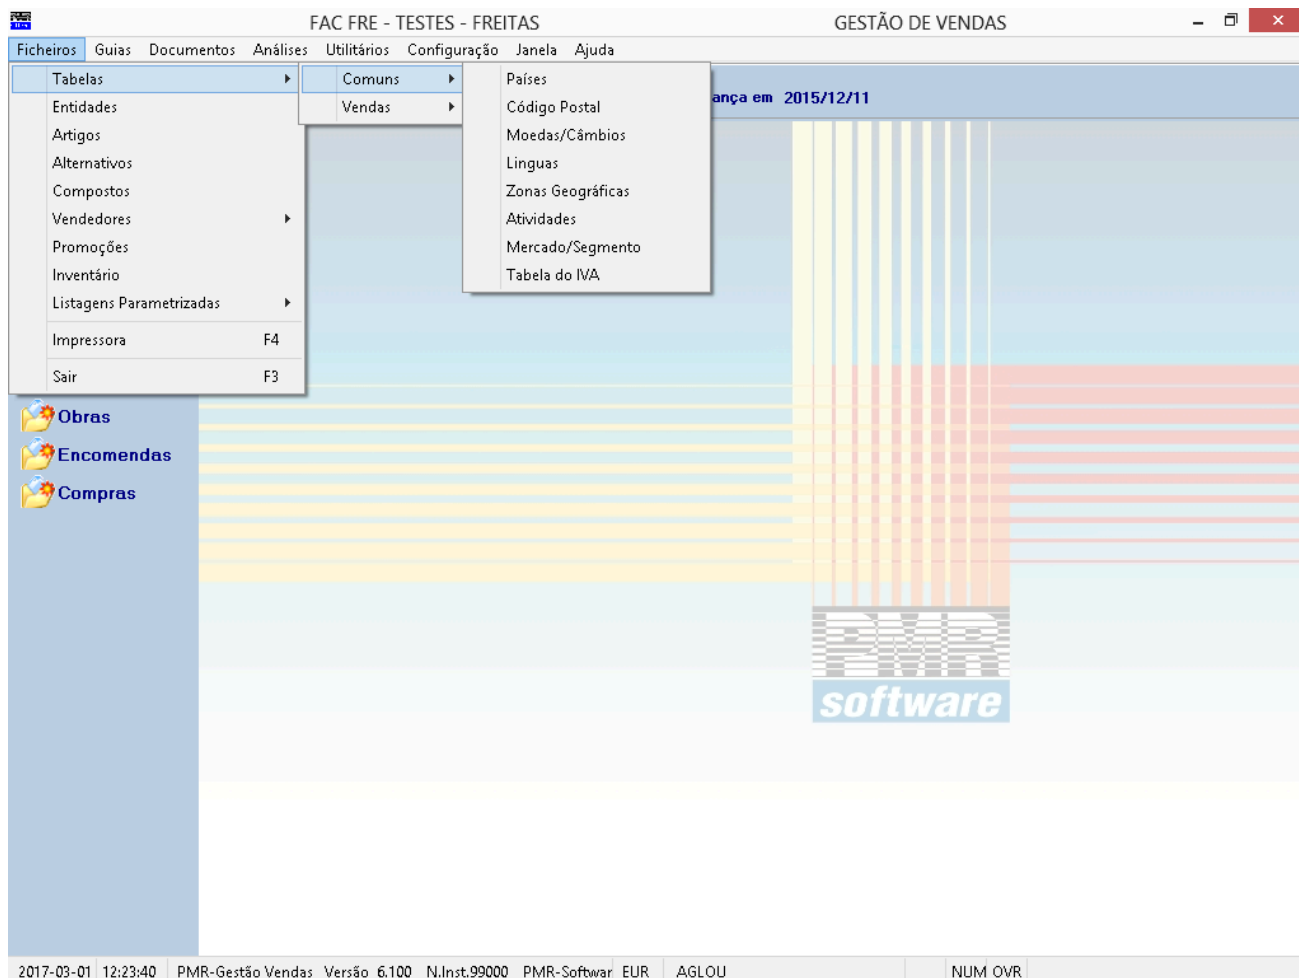 FAC FRE - TESTES - FREITAS GESTÃO DE VENDAS
Ficheiros Guias Documentos Análises Utilitários Configuração Janela Ajuda
Tabelas
Entidades
Artigos
Alternativos
Compostos
Vendedores
Promoções
Inventário
Listagens Parametrizadas
Impressora F4
Sair F3
Comuns
Vendas
Países
Código Postal
Moedas/Câmbios
Linguas
Zonas Geográficas
Atividades
Mercado/Segmento
Tabela do IVA
ança em 2015/12/11
Obras
Encomendas
Compras
PMR
software
2017-03-01 12:23:40 PMR-Gestão Vendas Versão 6.100 N.Inst.99000 PMR-Softwar EUR AGLOU NUM OVR